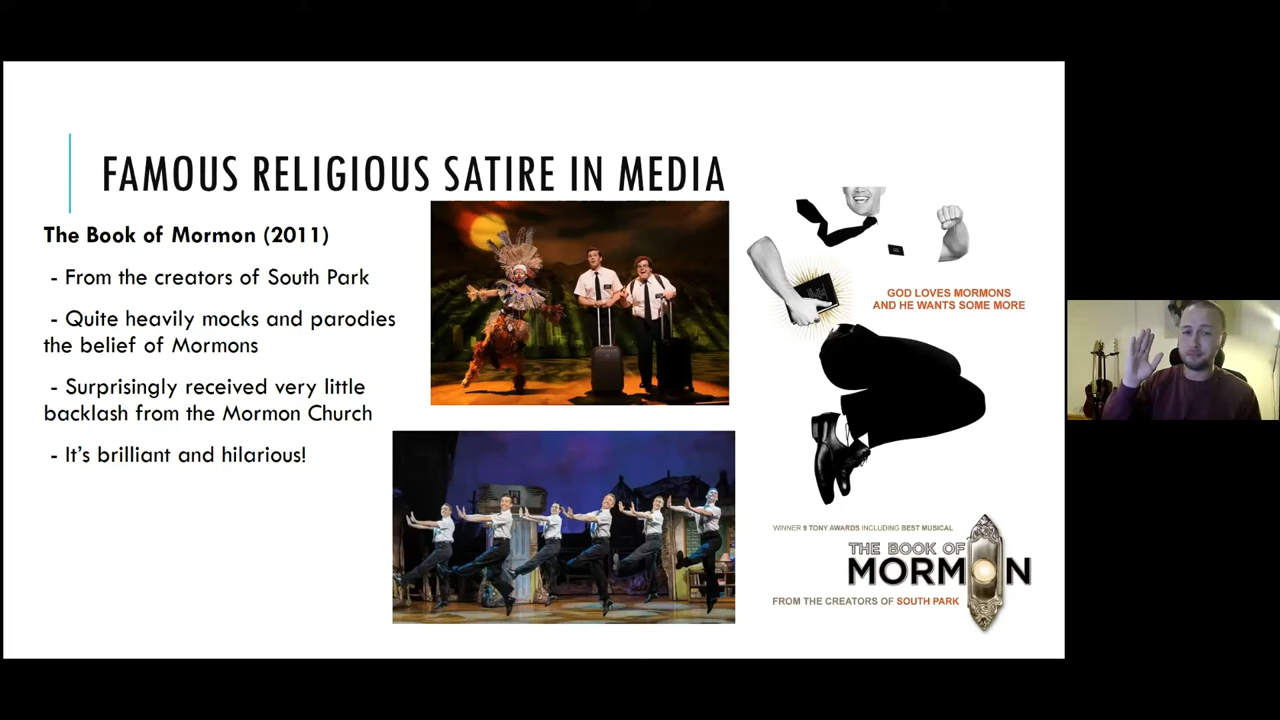 FAMOUS RELIGIOUS SATIRE IN MEDIA
The Book of Mormon (2011)
- From the creators of South Park
- Quite heavily mocks and parodies
the belief of Mormons
- Surprisingly received very little
backlash from the Mormon Church
- It's brilliant and hilarious!
GOD LOVES MORMONS
AND HE WANTS SOME MORE
WINNER 9 TONY AWARDS INCLUDING BEST MUSICAL
THE BOOK OF
MORMON
FROM THE CREATORS OF SOUTH PARK